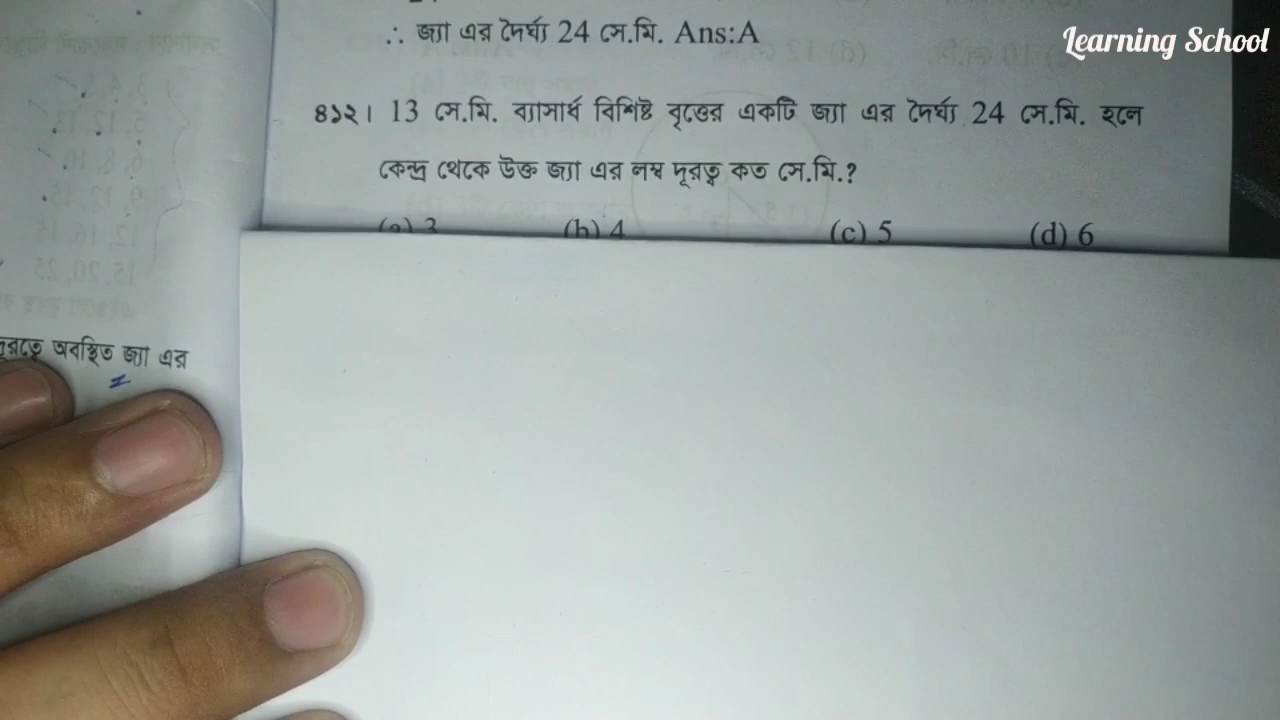 Learning School
∴ জ্যা এর দৈর্ঘ্য 24 সে.মি. Ans:A
৪১২। 13 সে.মি. ব্যাসার্ধ বিশিষ্ট বৃত্তের একটি জ্যা এর দৈর্ঘ্য 24 সে.মি. হলে
কেন্দ্র থেকে উক্ত জ্যা এর লম্ব দূরত্ব কত সে.মি.?
(a) 3 (b) 4 (c) 5 (d) 6
অবস্থিত জ্যা এর